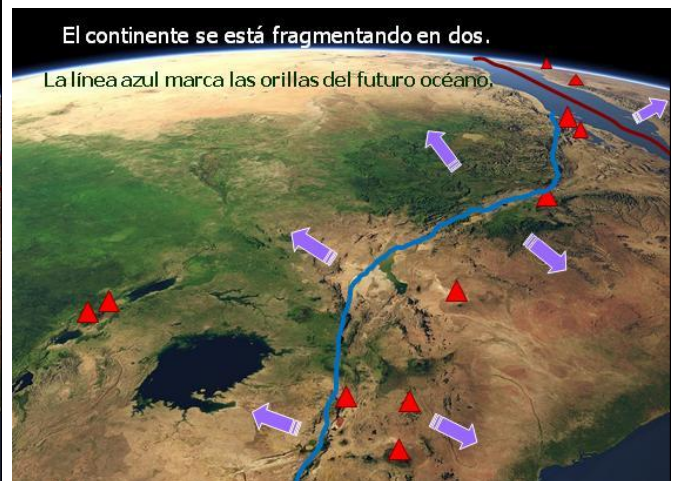 El continente se está fragmentando en dos.
La línea azul marca las orillas del futuro océano,